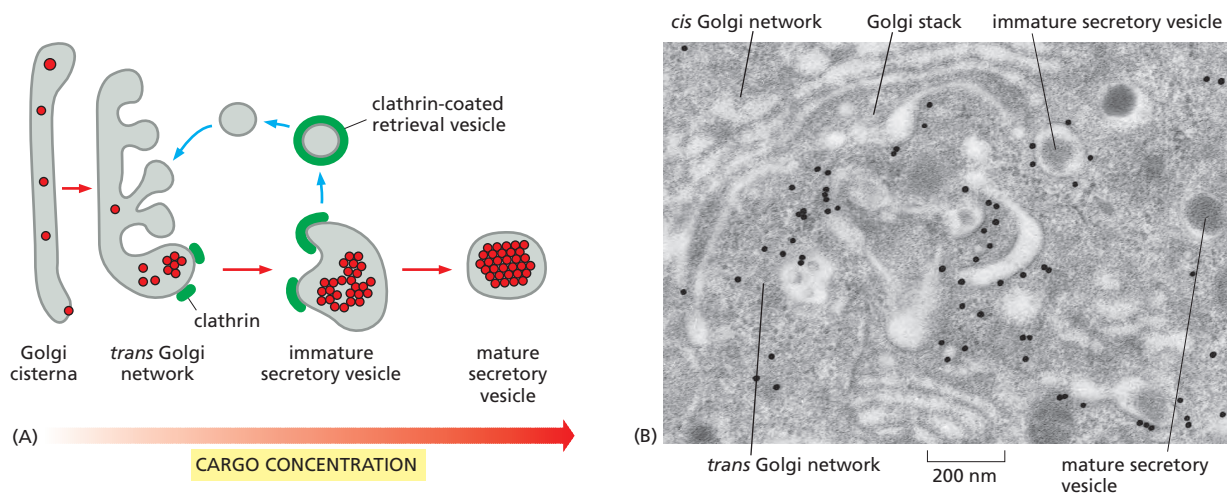 clathrin-coated
retrieval vesicle
clathrin
Golgi
cisterna
trans Golgi
network
immature
secretory vesicle
mature
secretory
vesicle
(A)
CARGO CONCENTRATION
cis Golgi network
Golgi stack
immature secretory vesicle
(B)
trans Golgi network
200 nm
mature secretory
vesicle